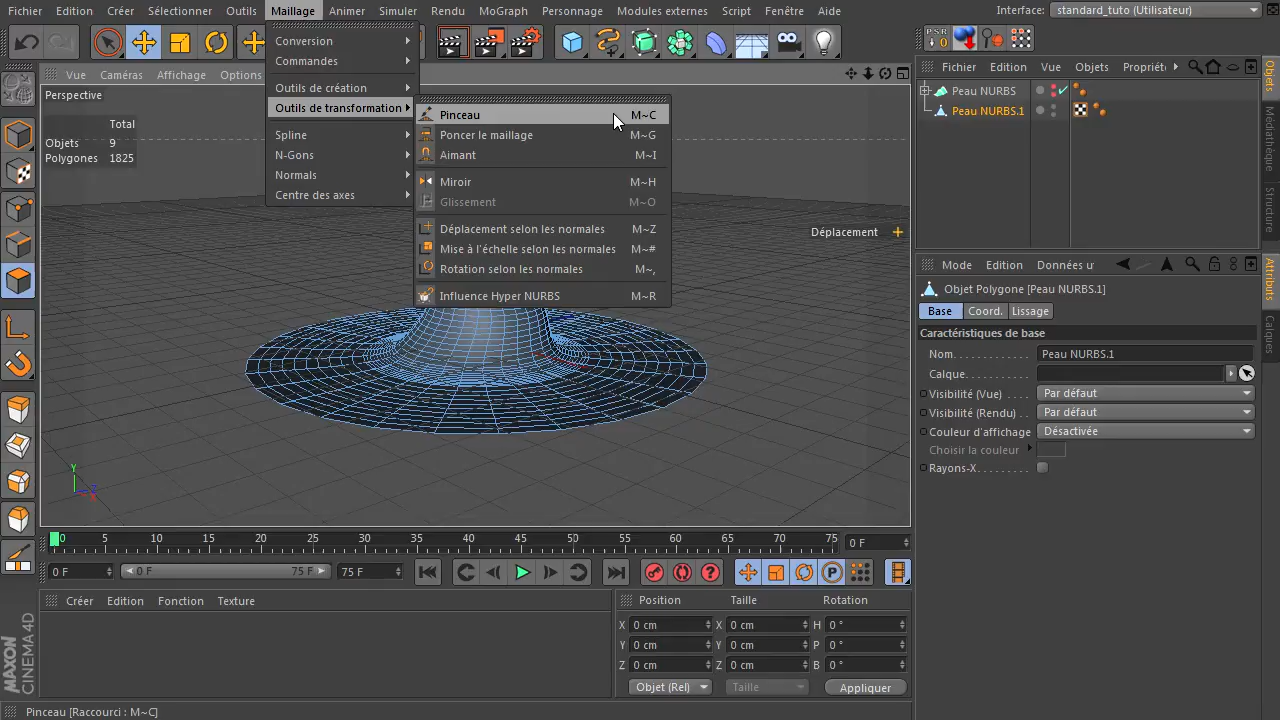 Fichier Edition Créer Sélectionner Outils Maillage Animer Simuler Rendu MoGraph Personnage Modules externes Script Fenêtre Aide Interface: standard_tuto (Utilisateur)
Conversion
Commandes
Outils de création
Outils de transformation
Spline
N-Gons
Normals
Centre des axes
Pinceau M~C
Poncer le maillage M~G
Aimant M~I
Miroir M~H
Glissement M~O
Déplacement selon les normales M~Z
Mise à l'échelle selon les normales M~#
Rotation selon les normales M~,
Influence Hyper NURBS M~R
Vue Caméras Affichage Options
Perspective
Total
Objets 9
Polygones 1825
Déplacement
PSR
0
Fichier Edition Vue Objets Propriét
Peau NURBS
Peau NURBS.1
Objets
Médiathèque
Structure
Attributs
Calques
Mode Edition Données u
Objet Polygone [Peau NURBS.1]
Base Coord. Lissage
Caractéristiques de base
Nom. Peau NURBS.1
Calque.
Visibilité (Vue) Par défaut
Visibilité (Rendu) Par défaut
Couleur d'affichage Désactivée
Choisir la couleur
Rayons-X
Y
Z
X
0 5 10 15 20 25 30 35 40 45 50 55 60 65 70 75 0 F
0 F 0 F 75 F 75 F
P
Créer Edition Fonction Texture
Position Taille Rotation
X 0 cm X 0 cm H 0 °
Y 0 cm Y 0 cm P 0 °
Z 0 cm Z 0 cm B 0 °
Objet (Rel) Taille Appliquer
MAXON
CINEMA 4D
Pinceau [Raccourci : M~C]